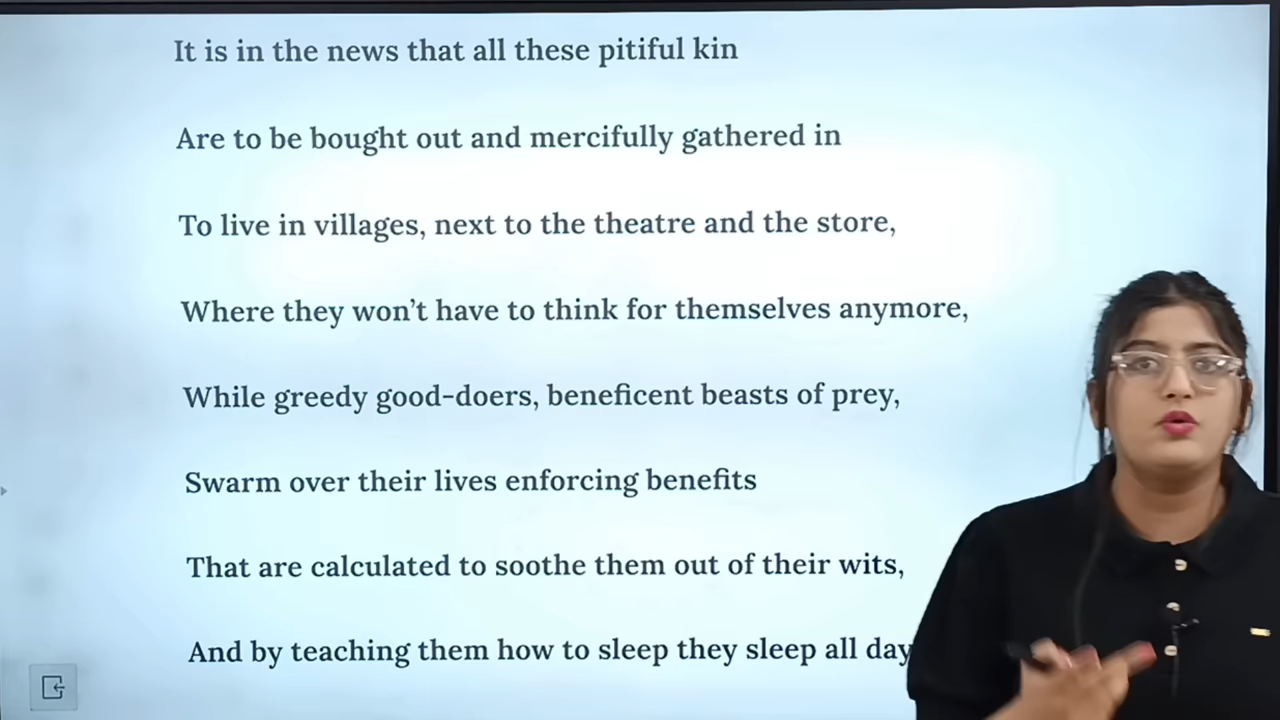 It is in the news that all these pitiful kin
Are to be bought out and mercifully gathered in
To live in villages, next to the theatre and the store,
Where they won’t have to think for themselves anymore,
While greedy good-doers, beneficent beasts of prey,
Swarm over their lives enforcing benefits
That are calculated to soothe them out of their wits,
And by teaching them how to sleep they sleep all day